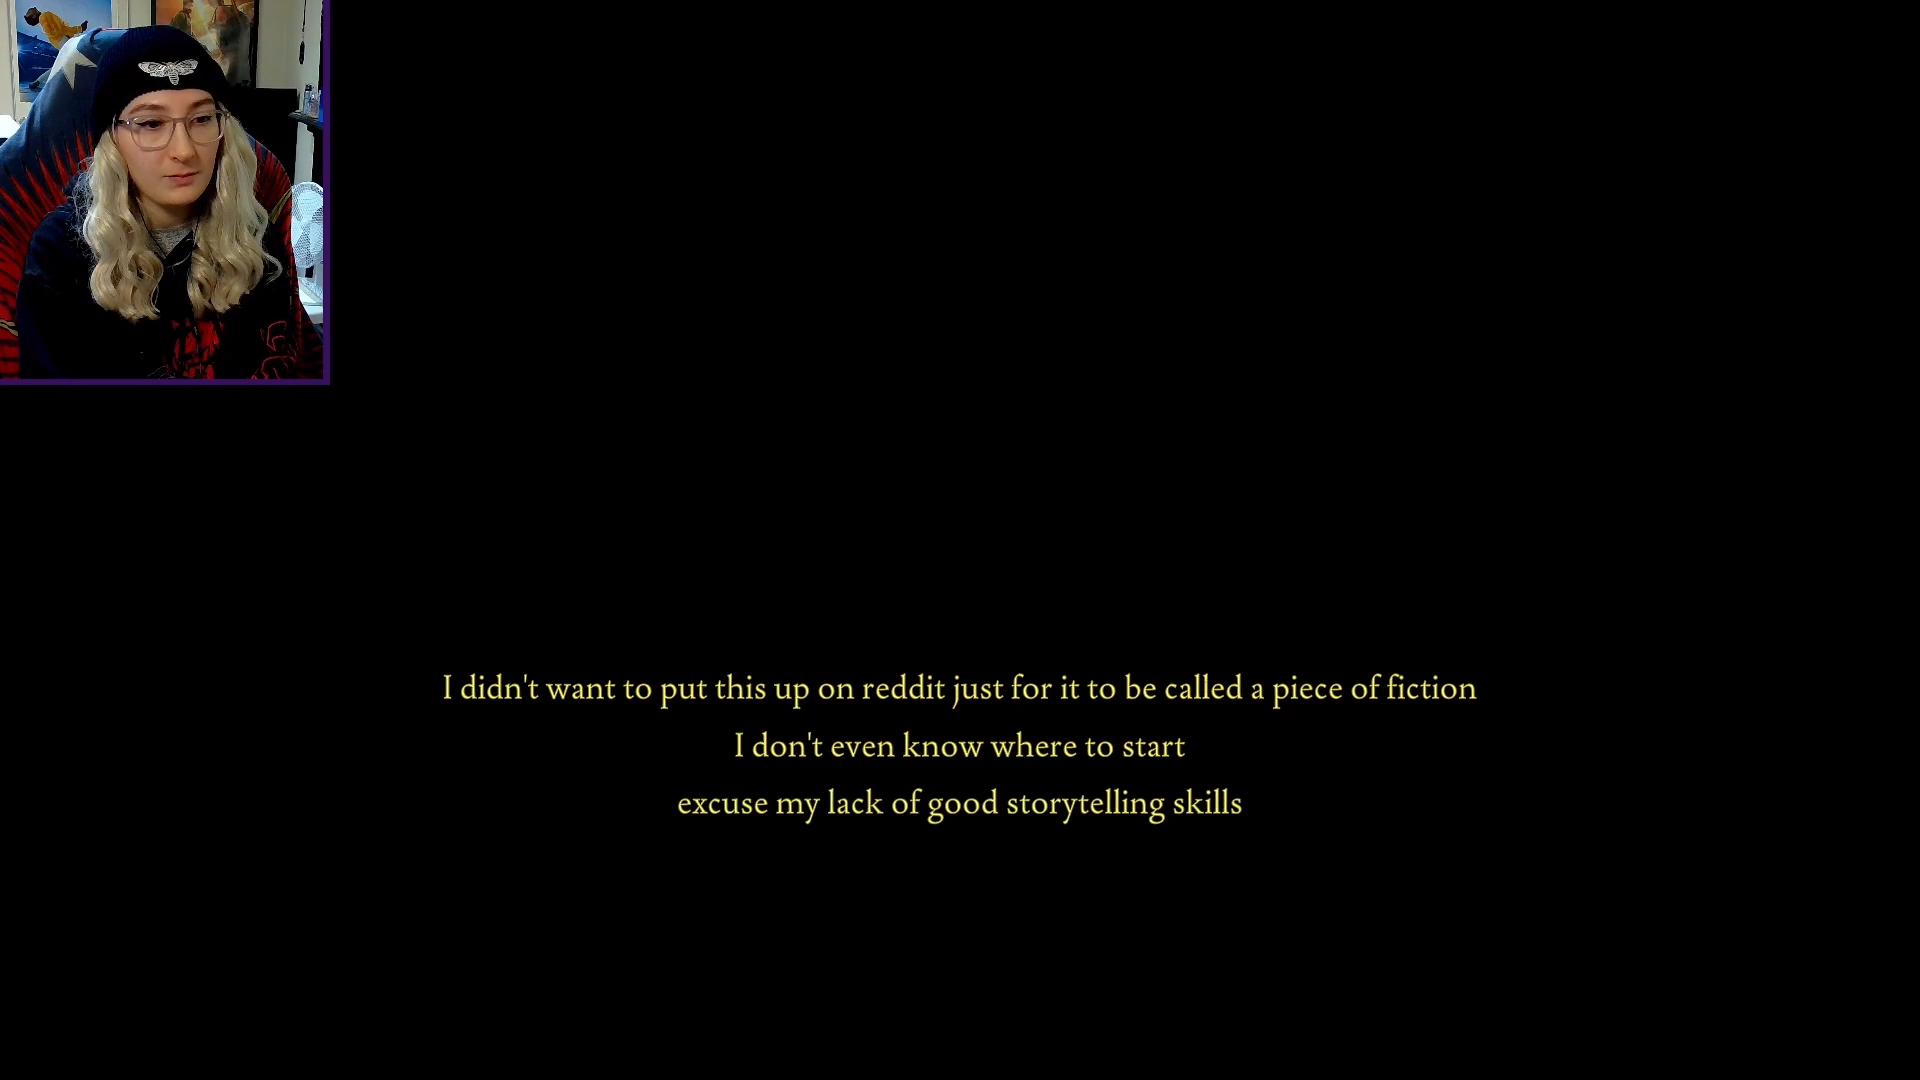 I didn't want to put this up on reddit just for it to be called a piece of fiction
I don't even know where to start
excuse my lack of good storytelling skills